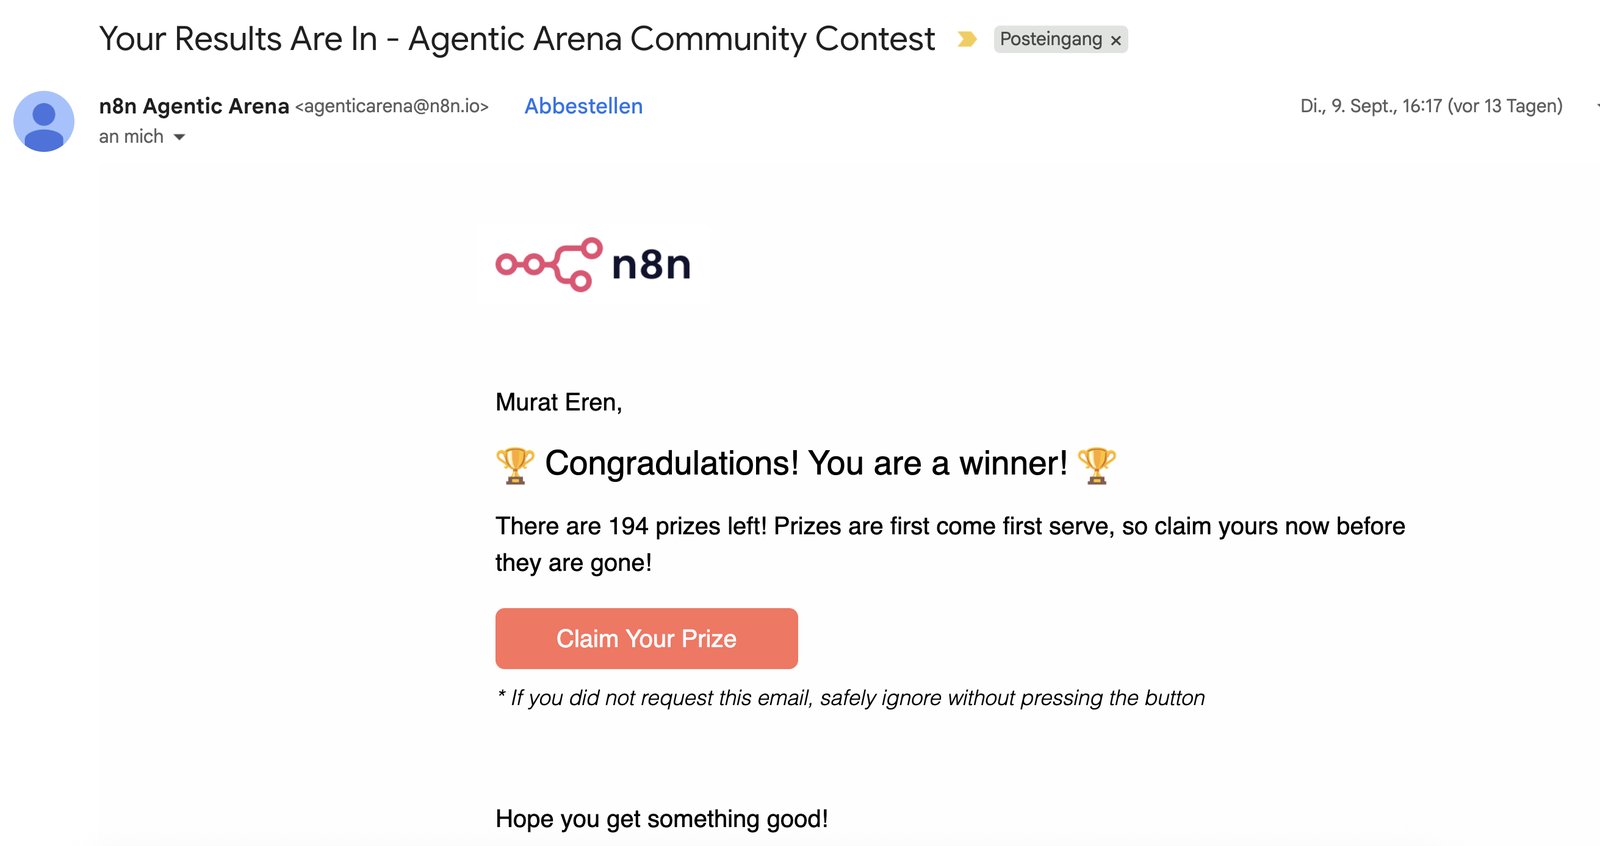 Your Results Are In - Agentic Arena Community Contest
Posteingang ×
n8n Agentic Arena <agenticarena@n8n.io> Abbestellen
Di., 9. Sept., 16:17 (vor 13 Tagen)
an mich
n8n
Murat Eren,
🏆 Congradulations! You are a winner! 🏆
There are 194 prizes left! Prizes are first come first serve, so claim yours now before
they are gone!
Claim Your Prize
* If you did not request this email, safely ignore without pressing the button
Hope you get something good!